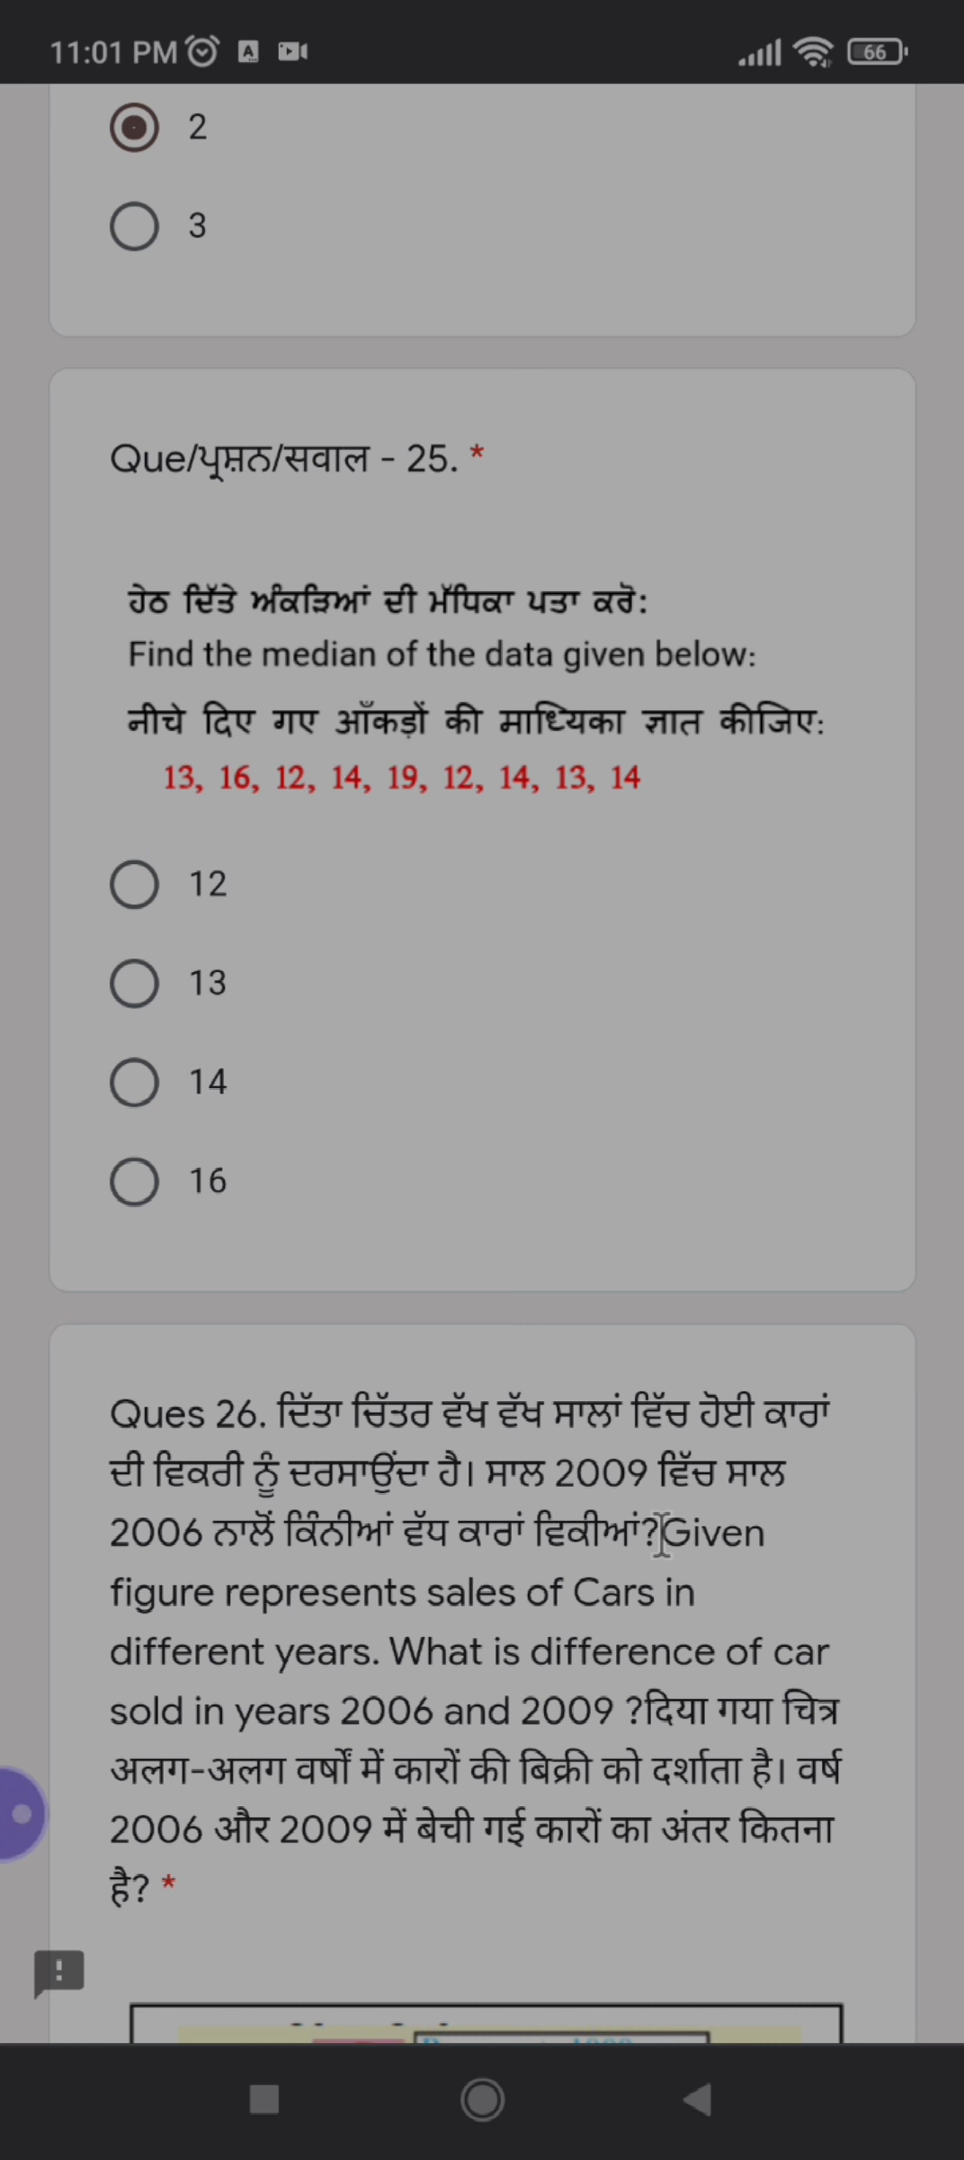 11:01 PM
66
2
3
Que/ਪ੍ਰਸ਼ਨ/सवाल - 25. *
ਹੇਠ ਦਿੱਤੇ ਅੰਕੜਿਆਂ ਦੀ ਮੱਧਿਕਾ ਪਤਾ ਕਰੋ:
Find the median of the data given below:
नीचे दिए गए आँकड़ों की माध्यिका ज्ञात कीजिए:
13, 16, 12, 14, 19, 12, 14, 13, 14
12
13
14
16
Ques 26. ਦਿੱਤਾ ਚਿੱਤਰ ਵੱਖ ਵੱਖ ਸਾਲਾਂ ਵਿੱਚ ਹੋਈ ਕਾਰਾਂ
ਦੀ ਵਿਕਰੀ ਨੂੰ ਦਰਸਾਉਂਦਾ ਹੈ। ਸਾਲ 2009 ਵਿੱਚ ਸਾਲ
2006 ਨਾਲੋਂ ਕਿੰਨੀਆਂ ਵੱਧ ਕਾਰਾਂ ਵਿਕੀਆਂ?Given
figure represents sales of Cars in
different years. What is difference of car
sold in years 2006 and 2009 ?दिया गया चित्र
अलग-अलग वर्षों में कारों की बिक्री को दर्शाता है। वर्ष
2006 और 2009 में बेची गई कारों का अंतर कितना
है? *